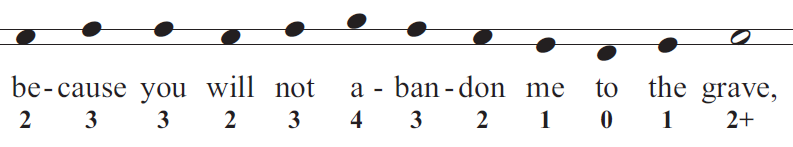 be-cause you will not a - ban-don me to the grave,
2 3 3 2 3 4 3 2 1 0 1 2+